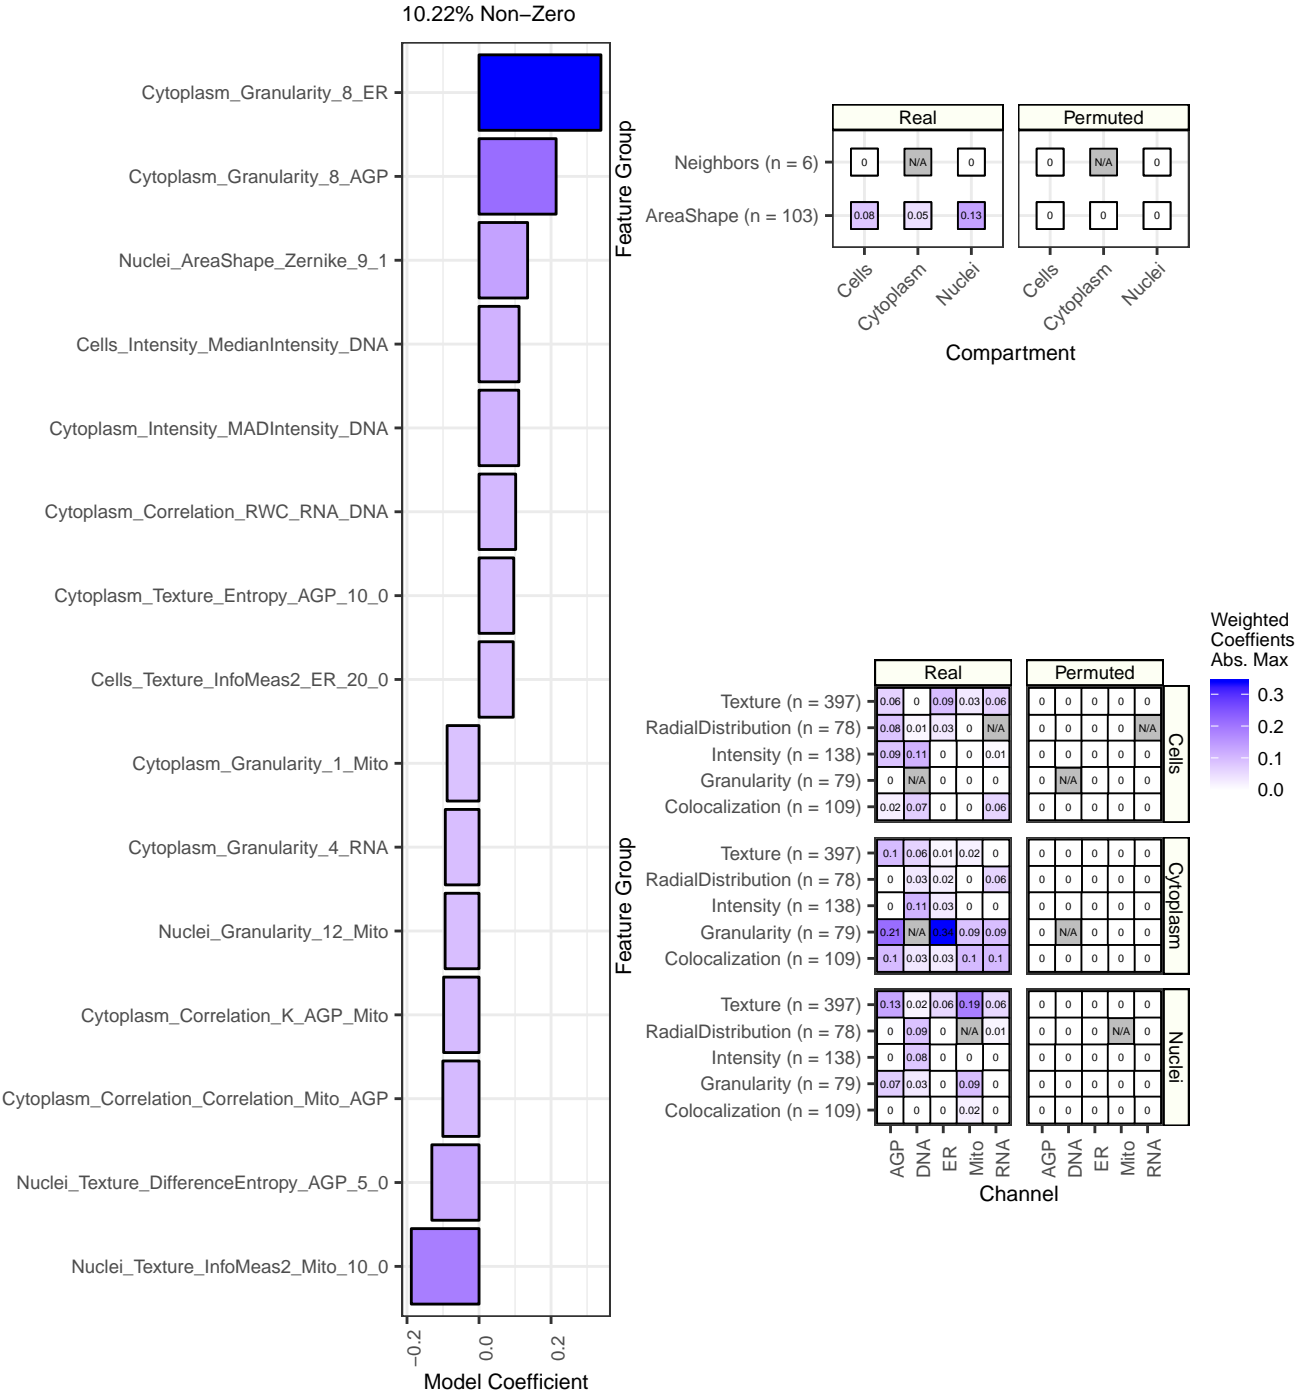 10.22% Non−Zero
Cytoplasm_Granularity_8_ER
Cytoplasm_Granularity_8_AGP
Nuclei_AreaShape_Zernike_9_1
Cells_Intensity_MedianIntensity_DNA
Cytoplasm_Intensity_MADIntensity_DNA
Cytoplasm_Correlation_RWC_RNA_DNA
Cytoplasm_Texture_Entropy_AGP_10_0
Cells_Texture_InfoMeas2_ER_20_0
Cytoplasm_Granularity_1_Mito
Cytoplasm_Granularity_4_RNA
Nuclei_Granularity_12_Mito
Cytoplasm_Correlation_K_AGP_Mito
Cytoplasm_Correlation_Correlation_Mito_AGP
Nuclei_Texture_DifferenceEntropy_AGP_5_0
Nuclei_Texture_InfoMeas2_Mito_10_0
−0.2 0.0 0.2
Model Coefficient
Feature Group
Real Permuted
Neighbors (n = 6) 0 N/A 0 0 N/A 0
AreaShape (n = 103) 0.08 0.05 0.13 0 0 0
Cells Cytoplasm Nuclei Cells Cytoplasm Nuclei
Compartment
Feature Group
Real Permuted
Texture (n = 397) 0.06 0 0.09 0.03 0.06 0 0 0 0 0
RadialDistribution (n = 78) 0.08 0.01 0.03 0 N/A 0 0 0 0 N/A
Intensity (n = 138) 0.09 0.11 0 0 0.01 0 0 0 0 0
Granularity (n = 79) 0 N/A 0 0 0 0 N/A 0 0 0
Colocalization (n = 109) 0.02 0.07 0 0 0.06 0 0 0 0 0
Cells
Texture (n = 397) 0.1 0.06 0.01 0.02 0 0 0 0 0 0
RadialDistribution (n = 78) 0 0.03 0.02 0 0.06 0 0 0 0 0
Intensity (n = 138) 0 0.11 0.03 0 0 0 0 0 0 0
Granularity (n = 79) 0.21 N/A 0.34 0.09 0.09 0 N/A 0 0 0
Colocalization (n = 109) 0.1 0.03 0.03 0.1 0.1 0 0 0 0 0
Cytoplasm
Texture (n = 397) 0.13 0.02 0.06 0.19 0.06 0 0 0 0 0
RadialDistribution (n = 78) 0 0.09 0 N/A 0.01 0 0 0 N/A 0
Intensity (n = 138) 0 0.08 0 0 0 0 0 0 0 0
Granularity (n = 79) 0.07 0.03 0 0.09 0 0 0 0 0 0
Colocalization (n = 109) 0 0 0 0.02 0 0 0 0 0 0
Nuclei
AGP DNA ER Mito RNA AGP DNA ER Mito RNA
Channel
Weighted
Coeffients
Abs. Max
0.3
0.2
0.1
0.0